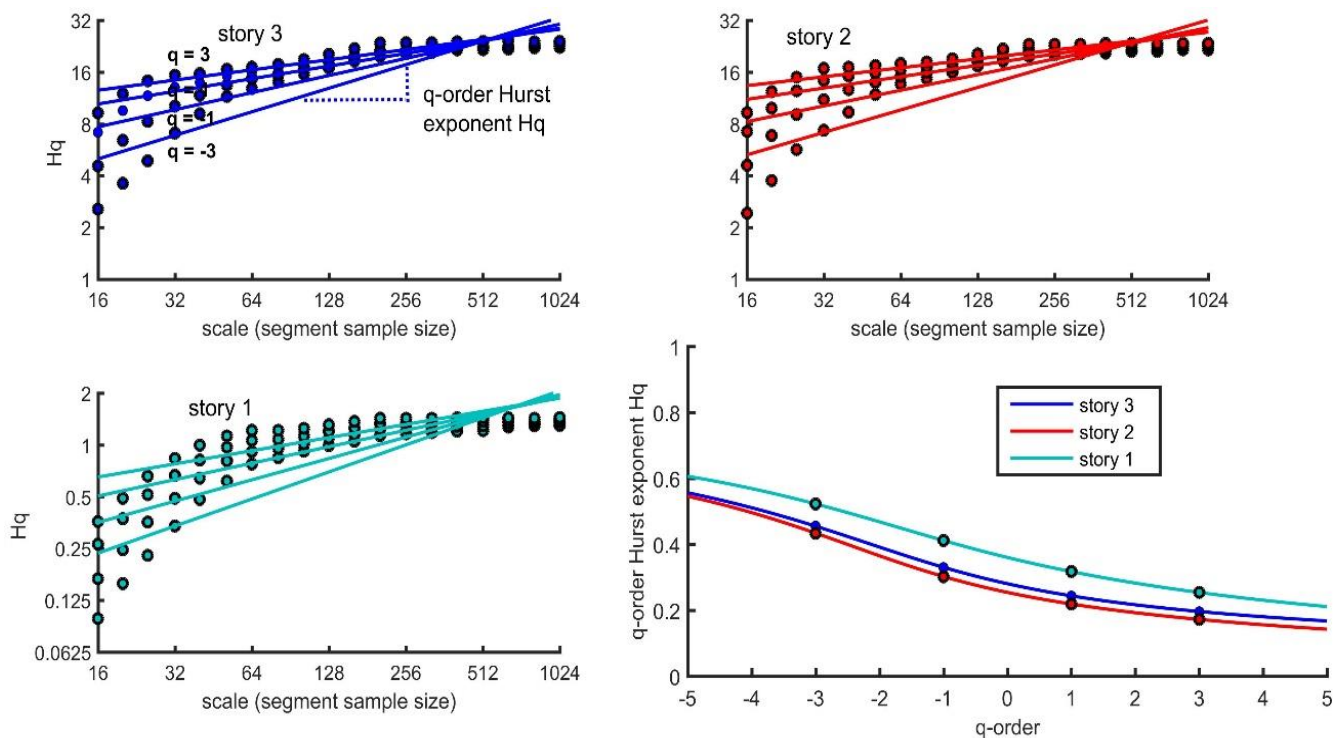 32
16
8
4
2
1
Hq
story 3
q = 3
q = -1
q = -3
q-order Hurst
exponent Hq
16 32 64 128 256 512 1024
scale (segment sample size)
32
16
8
4
2
1
story 2
16 32 64 128 256 512 1024
scale (segment sample size)
2
1
0.5
0.25
0.125
0.0625
Hq
story 1
16 32 64 128 256 512 1024
scale (segment sample size)
1
0.8
0.6
0.4
0.2
0
q-order Hurst exponent Hq
story 3
story 2
story 1
-5 -4 -3 -2 -1 0 1 2 3 4 5
q-order